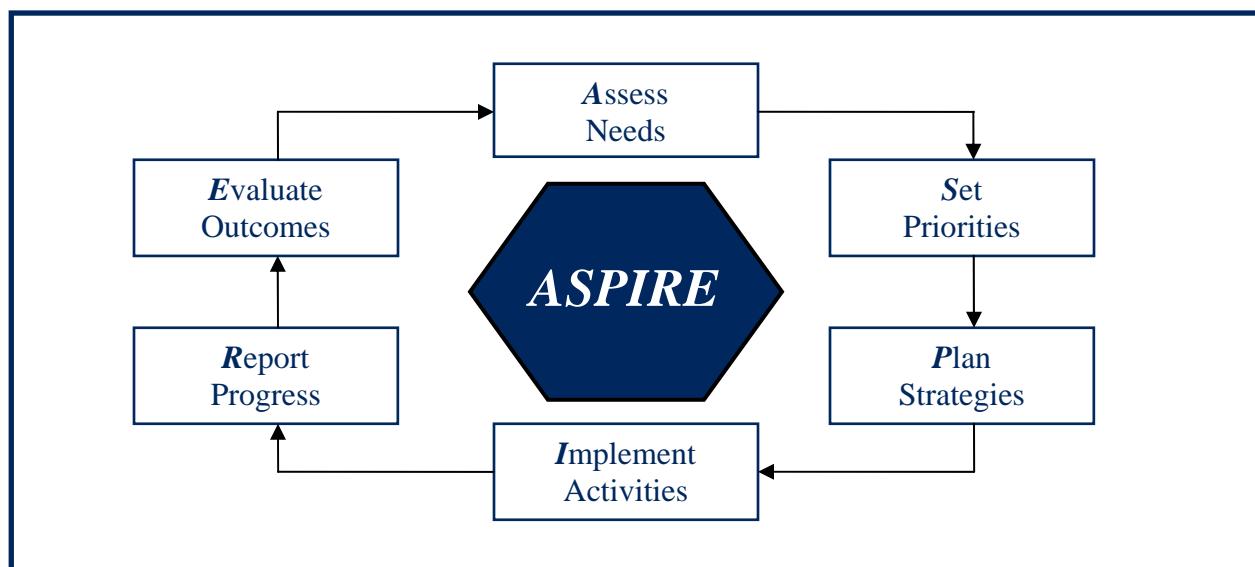 Assess
Needs
Set
Priorities
Plan
Strategies
Implement
Activities
Report
Progress
Evaluate
Outcomes
ASPIRE